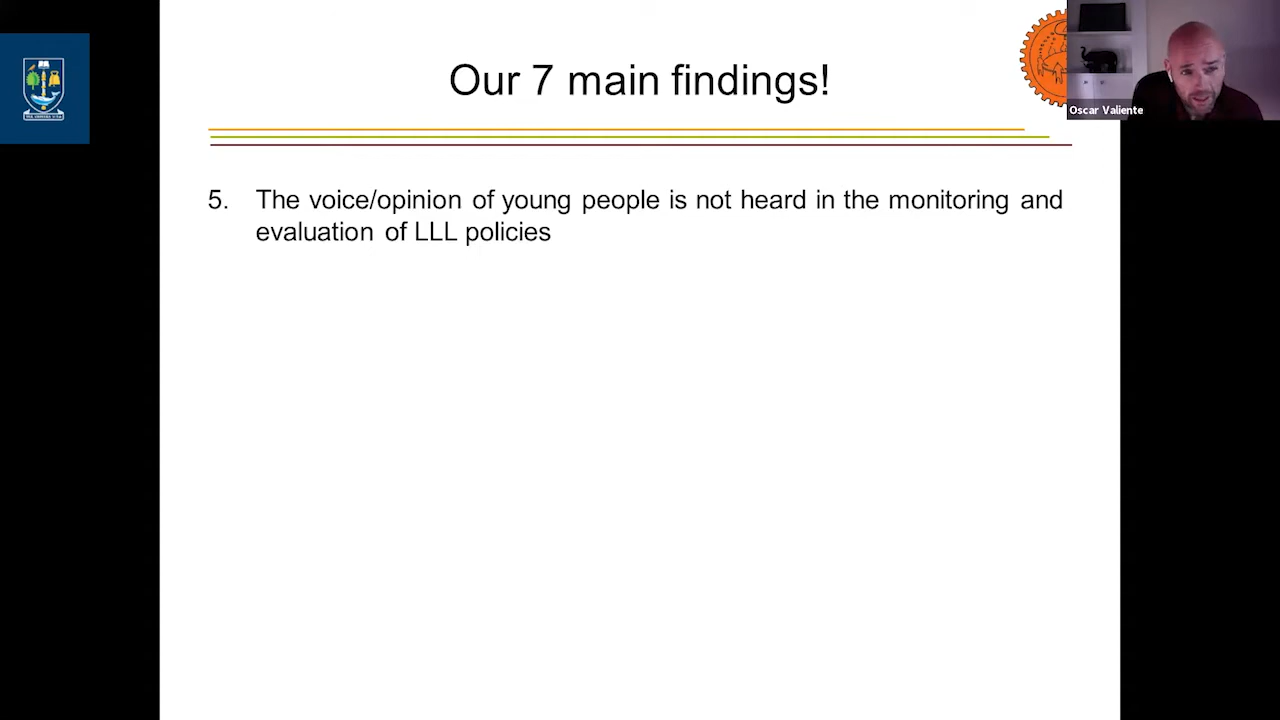 Our 7 main findings!
Oscar Valiente
5. The voice/opinion of young people is not heard in the monitoring and
evaluation of LLL policies